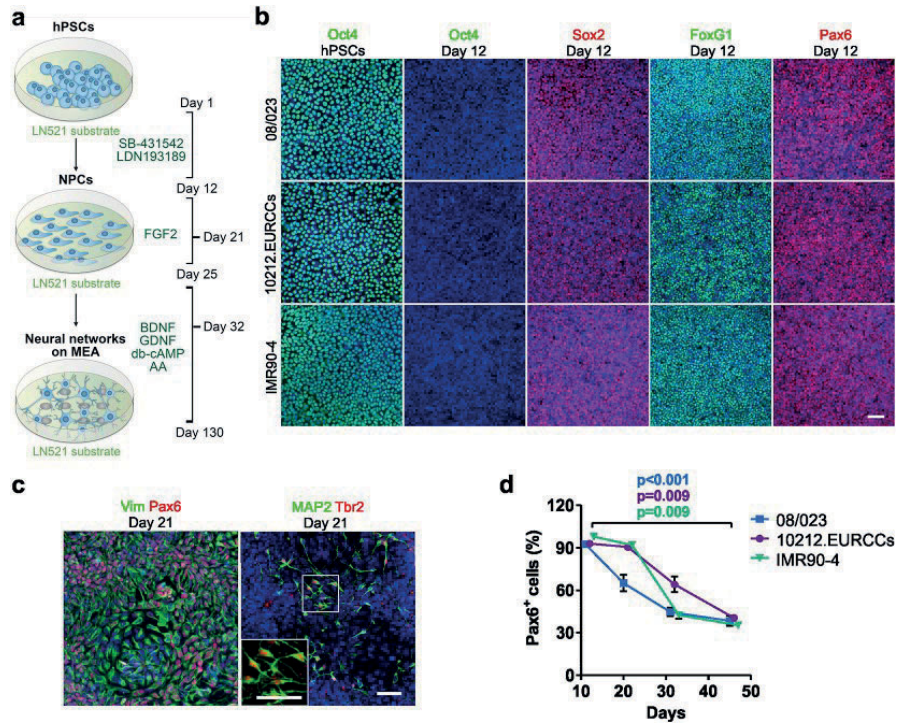 a
hPSCs
LN521 substrate
Day 1
SB-431542
LDN193189
NPCs
Day 12
FGF2
Day 21
LN521 substrate
Day 25
Neural networks
on MEA
BDNF
GDNF
db-cAMP
AA
Day 32
LN521 substrate
Day 130
b
Oct4
hPSCs
Oct4
Day 12
Sox2
Day 12
FoxG1
Day 12
Pax6
Day 12
08/023
10212.EURCCs
IMR90-4
c
Vim Pax6
Day 21
MAP2 Tbr2
Day 21
d
p<0.001
p=0.009
p=0.009
08/023
10212.EURCCs
IMR90-4
Pax6+ cells (%)
120
90
60
30
0
10 20 30 40 50
Days